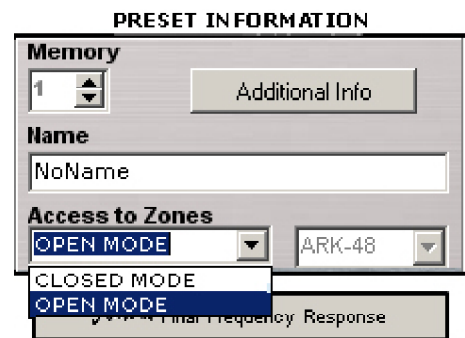 PRESET INFORMATION
Memory
1
Additional Info
Name
NoName
Access to Zones
OPEN MODE
ARK-48
CLOSED MODE
OPEN MODE
Final Frequency Response